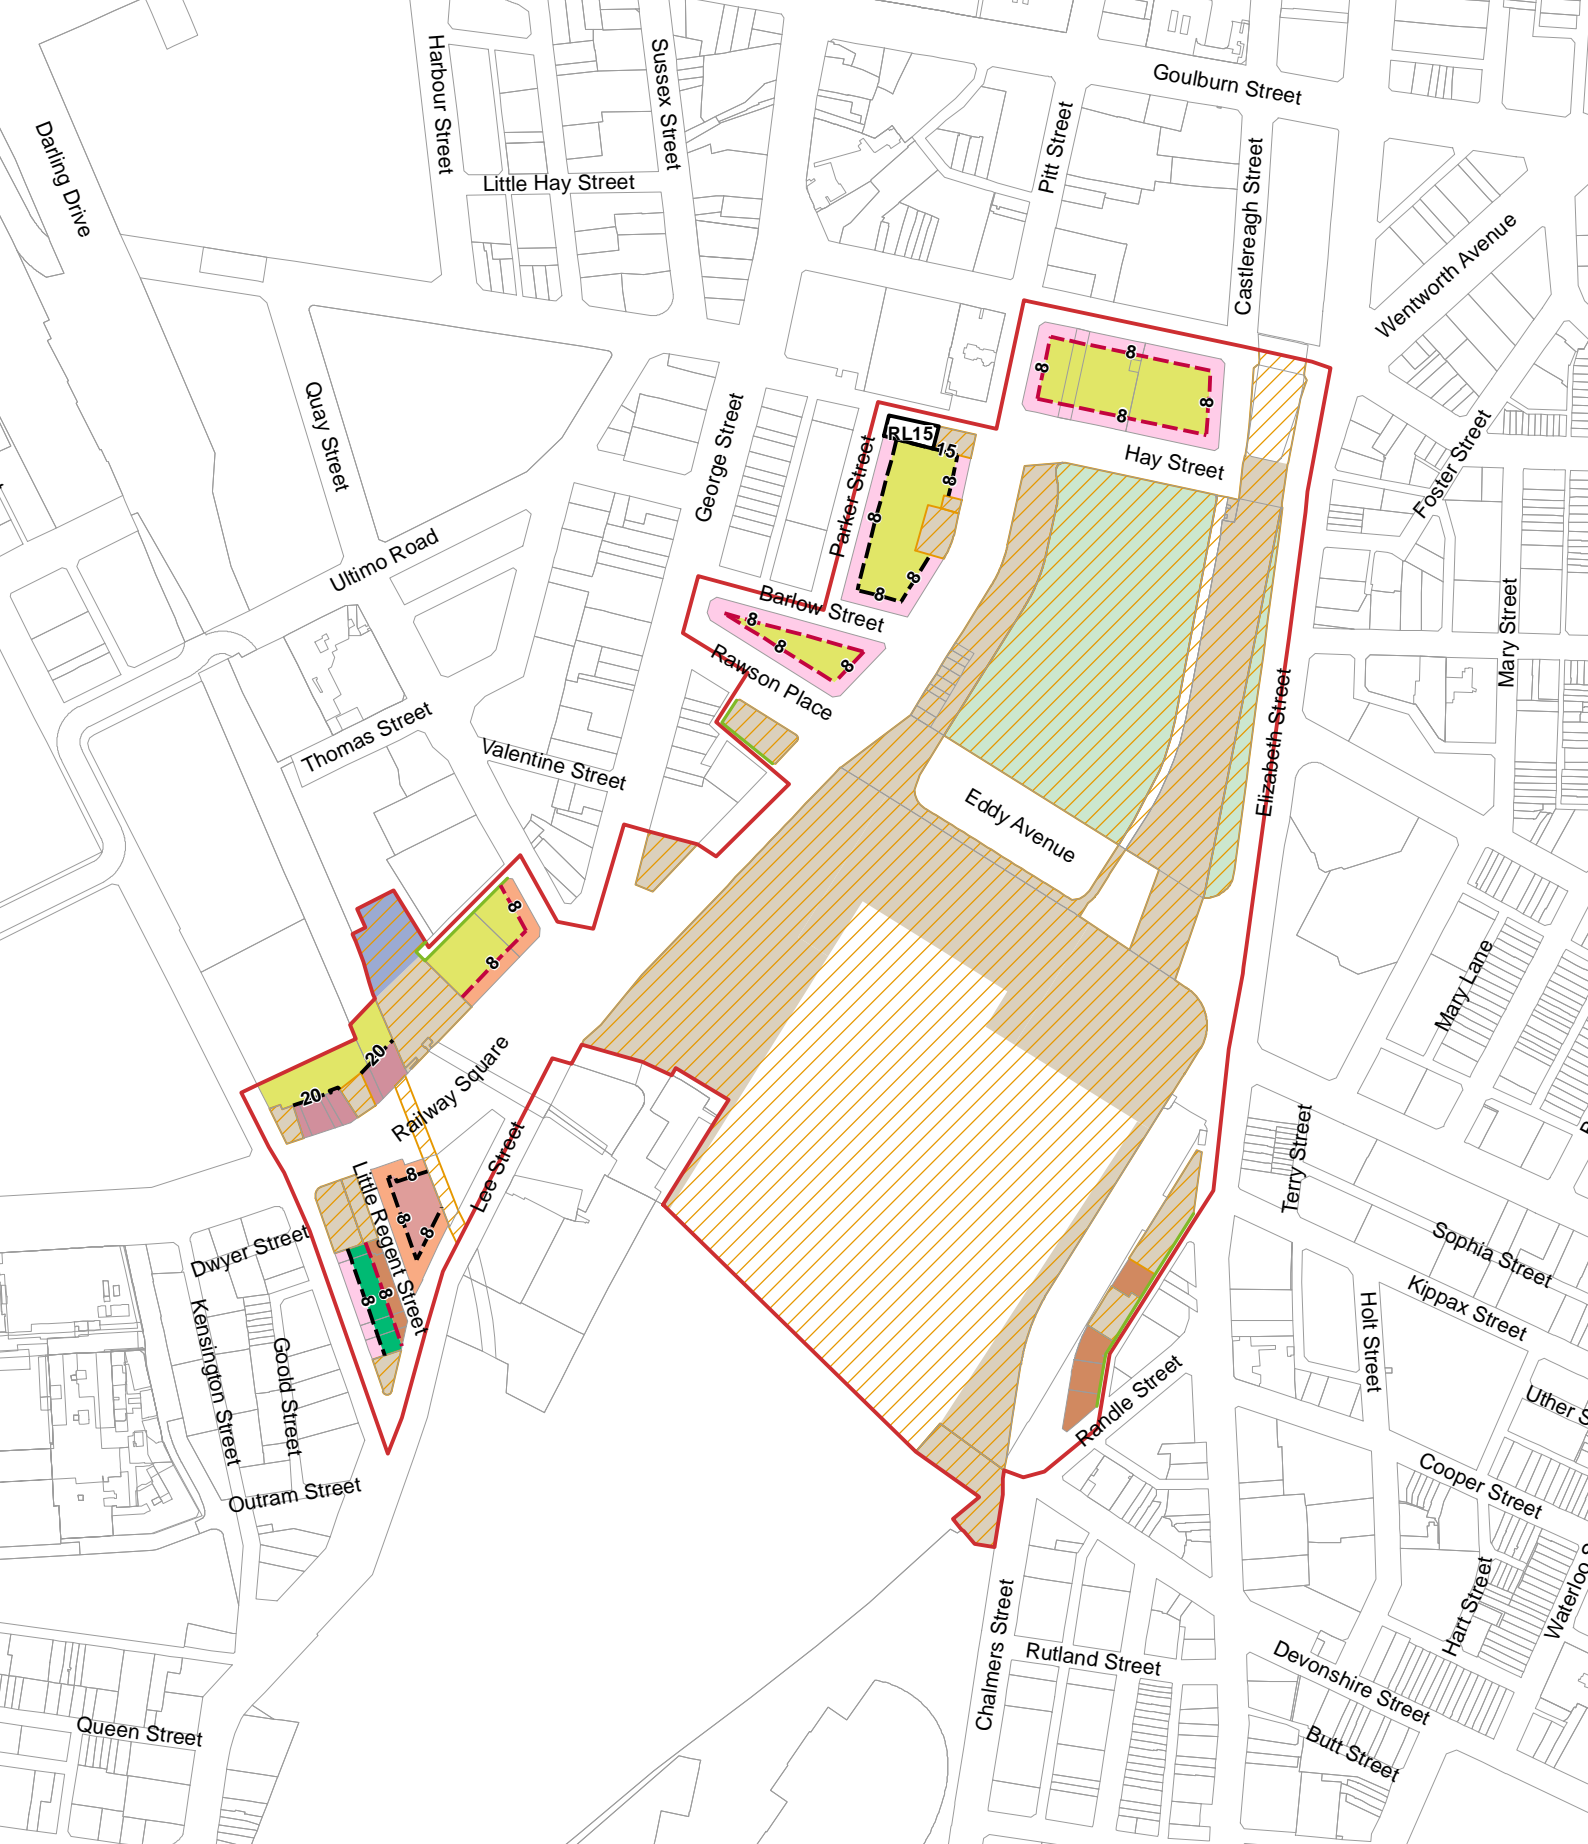 Goulburn Street
Harbour Street
Sussex Street
Pitt Street
Darling Drive
Little Hay Street
Castlereagh Street
Wentworth Avenue
8
8
8
8
Quay Street
George Street
RL15
15
Hay Street
Foster Street
Parker Street
8
8
8
8
Ultimo Road
Barlow Street
8
8
8
Mary Street
Rawson Place
Thomas Street
Elizabeth Street
Valentine Street
Eddy Avenue
8
8
Mary Lane
20
20
Railway Square
Lee Street
Terry Street
Little Regent Street
8
8
8
Dwyer Street
8
8
Sophia Street
Kippax Street
Kensington Street
Goold Street
Holt Street
Randle Street
Uther S
Outram Street
Cooper Street
Hart Street
Waterloo S
Chalmers Street
Rutland Street
Devonshire Street
Queen Street
Butt Street